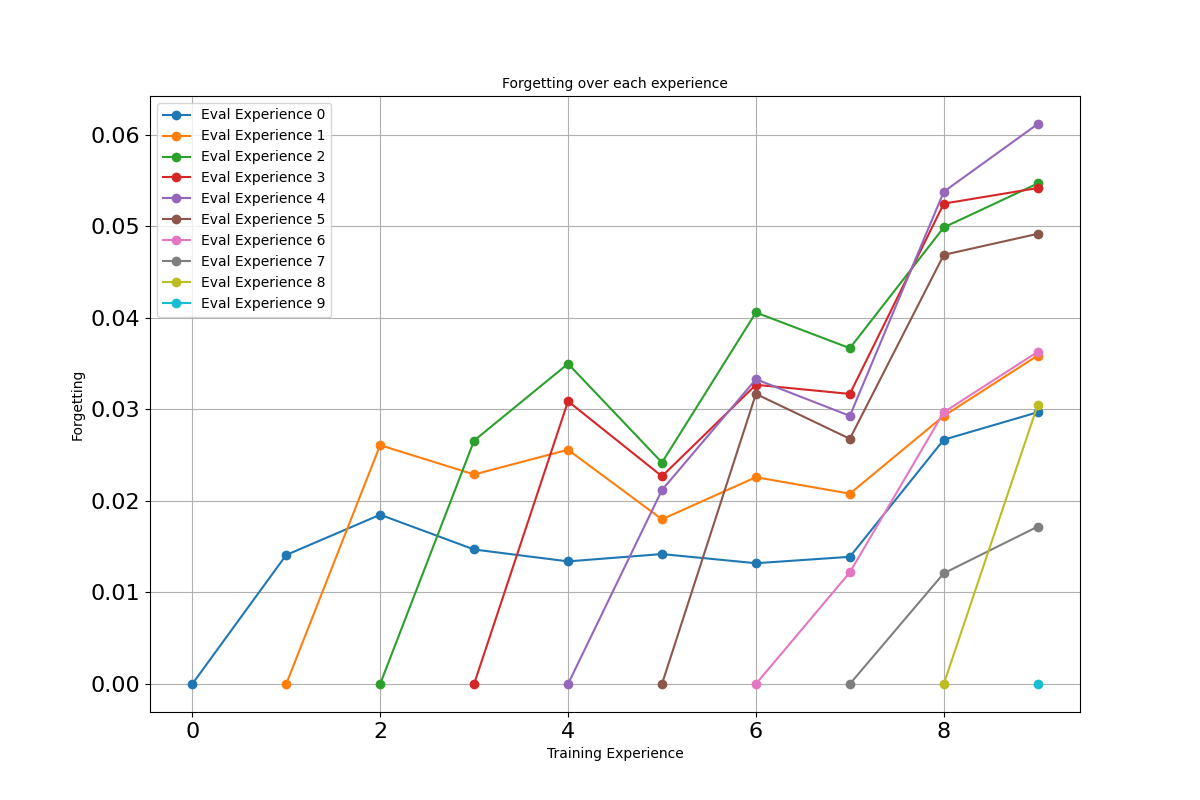 Forgetting over each experience
Eval Experience 0
Eval Experience 1
Eval Experience 2
Eval Experience 3
Eval Experience 4
Eval Experience 5
Eval Experience 6
Eval Experience 7
Eval Experience 8
Eval Experience 9
0.06
0.05
0.04
0.03
0.02
0.01
0.00
Forgetting
0 2 4 6 8
Training Experience